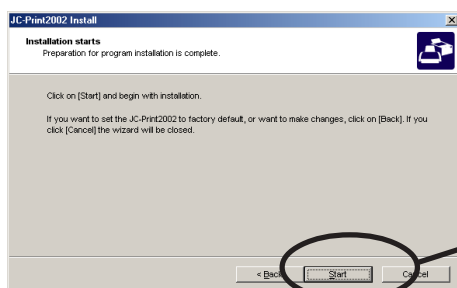 JC-Print2002 Install
Installation starts
Preparation for program installation is complete.
Click on [Start] and begin with installation.
If you want to set the JC-Print2002 to factory default, or want to make changes, click on [Back]. If you
click [Cancel] the wizard will be closed.
< Back Start Cancel